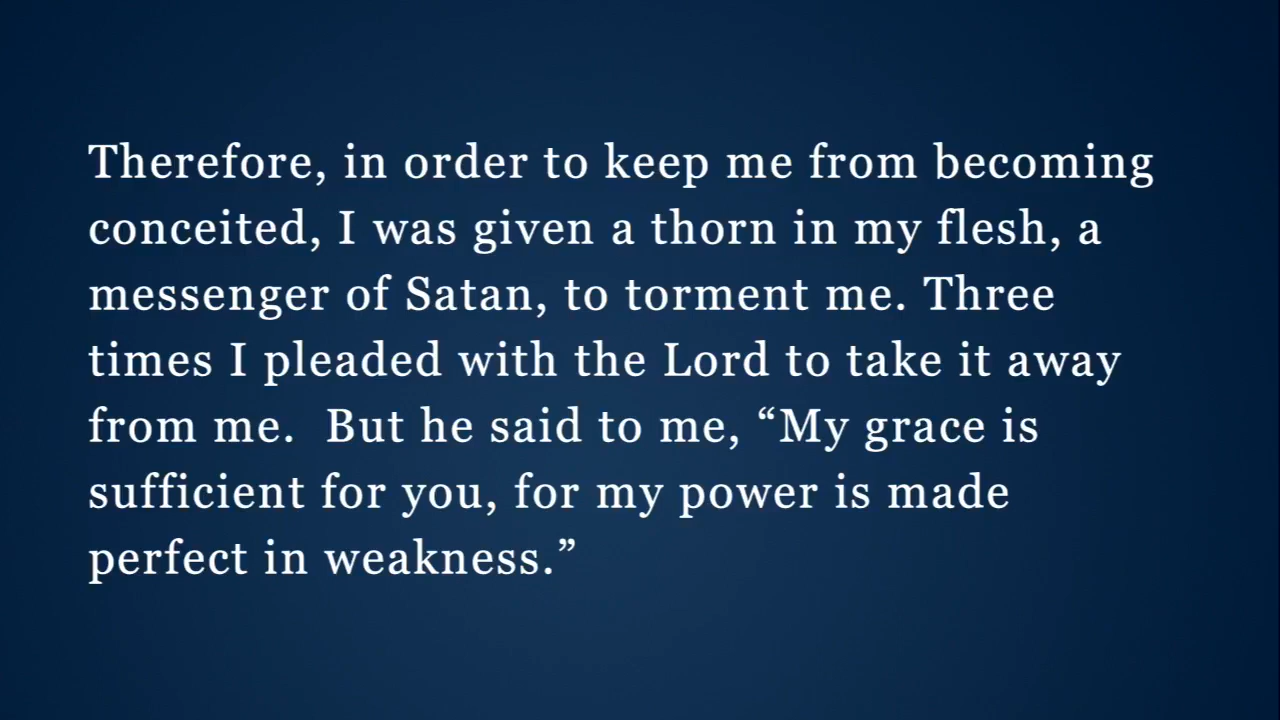 Therefore, in order to keep me from becoming
conceited, I was given a thorn in my flesh, a
messenger of Satan, to torment me. Three
times I pleaded with the Lord to take it away
from me.  But he said to me, “My grace is
sufficient for you, for my power is made
perfect in weakness.”